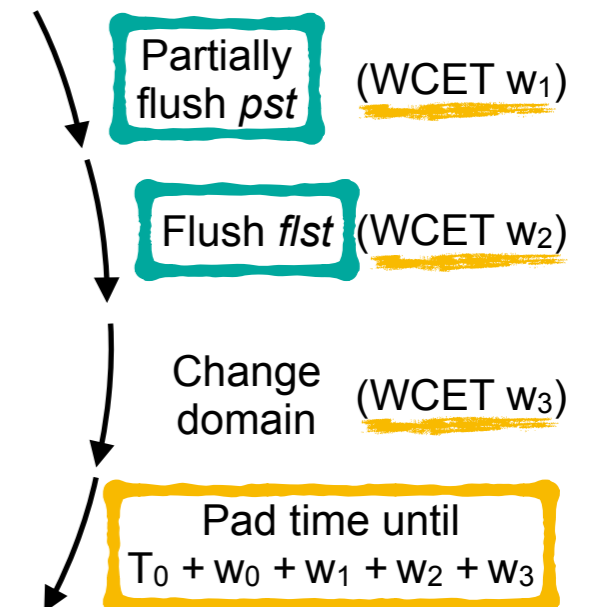 Partially
flush pst
(WCET w₁)
Flush flst (WCET w₂)
Change
domain
(WCET w₃)
Pad time until
T₀ + w₀ + w₁ + w₂ + w₃